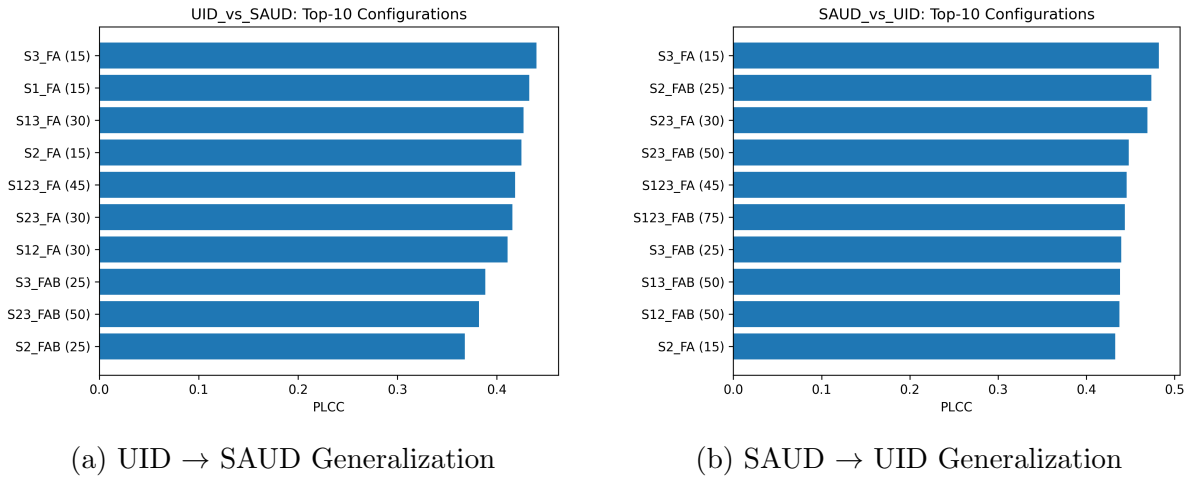 UID_vs_SAUD: Top-10 Configurations
S3_FA (15)
S1_FA (15)
S13_FA (30)
S2_FA (15)
S123_FA (45)
S23_FA (30)
S12_FA (30)
S3_FAB (25)
S23_FAB (50)
S2_FAB (25)
0.0 0.1 0.2 0.3 0.4
PLCC
(a) UID → SAUD Generalization
SAUD_vs_UID: Top-10 Configurations
S3_FA (15)
S2_FAB (25)
S23_FA (30)
S23_FAB (50)
S123_FA (45)
S123_FAB (75)
S3_FAB (25)
S13_FAB (50)
S12_FAB (50)
S2_FA (15)
0.0 0.1 0.2 0.3 0.4 0.5
PLCC
(b) SAUD → UID Generalization